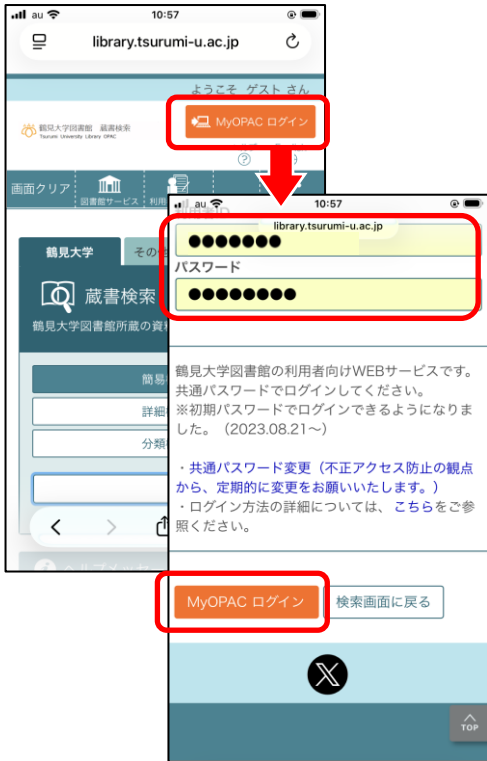 au
10:57
library.tsurumi-u.ac.jp
ようこそ ゲスト さん
鶴見大学図書館 蔵書検索
Tsurumi University Library OPAC
MyOPAC ログイン
画面クリア
図書館サービス
利用
鶴見大学
その
蔵書検索
鶴見大学図書館所蔵の資
簡易
詳細
分類
au
10:57
library.tsurumi-u.ac.jp
●●●●●●●
パスワード
●●●●●●●●
鶴見大学図書館の利用者向けWEBサービスです。
共通パスワードでログインしてください。
※初期パスワードでログインできるようになりま
した。（2023.08.21～）
・共通パスワード変更（不正アクセス防止の観点
から、定期的に変更をお願いいたします。）
・ログイン方法の詳細については、こちらをご参
照ください。
MyOPAC ログイン
検索画面に戻る
TOP